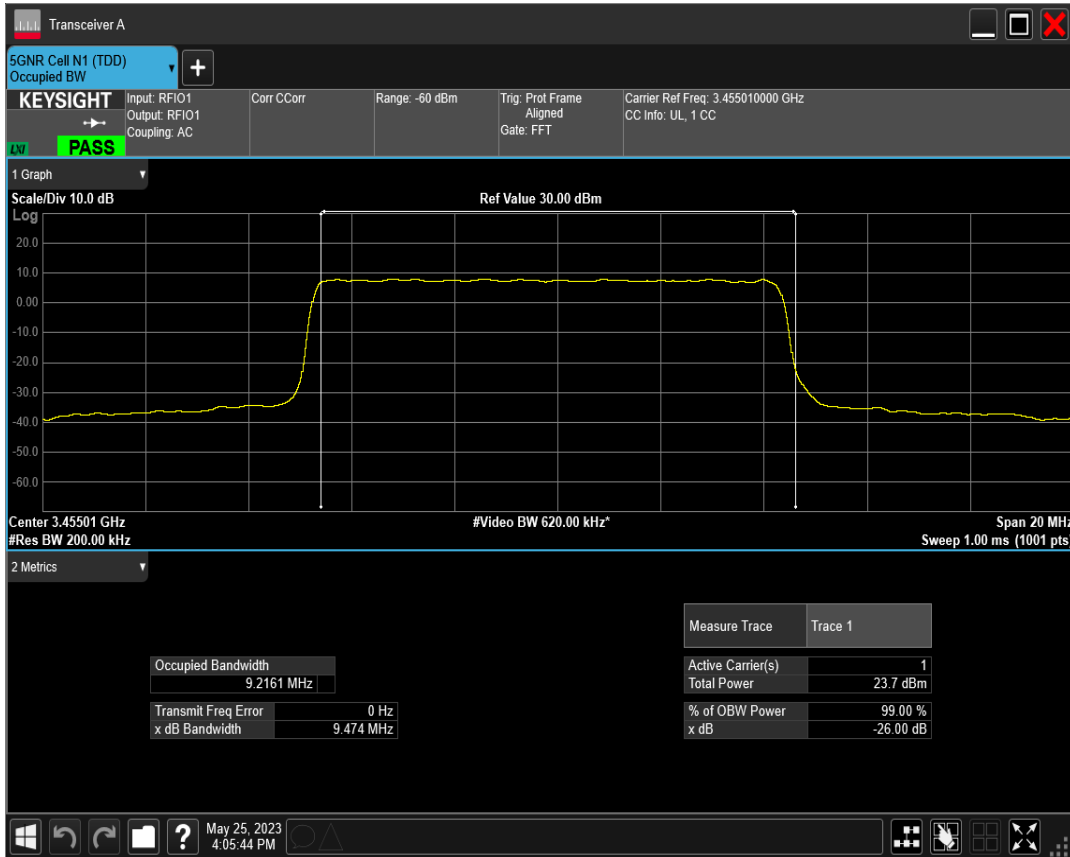 Transceiver A
5GNR Cell N1 (TDD)
Occupied BW
+
KEYSIGHT
LXI
PASS
Input: RFIO1
Output: RFIO1
Coupling: AC
Corr CCorr
Range: -60 dBm
Trig: Prot Frame
Aligned
Gate: FFT
Carrier Ref Freq: 3.455010000 GHz
CC Info: UL, 1 CC
1 Graph
Scale/Div 10.0 dB
Ref Value 30.00 dBm
Log
20.0
10.0
0.00
-10.0
-20.0
-30.0
-40.0
-50.0
-60.0
Center 3.45501 GHz
#Video BW 620.00 kHz*
Span 20 MHz
#Res BW 200.00 kHz
Sweep 1.00 ms (1001 pts)
2 Metrics
Measure Trace Trace 1
Occupied Bandwidth
9.2161 MHz
Active Carrier(s) 1
Total Power 23.7 dBm
Transmit Freq Error 0 Hz
x dB Bandwidth 9.474 MHz
% of OBW Power 99.00 %
x dB -26.00 dB
?
May 25, 2023
4:05:44 PM